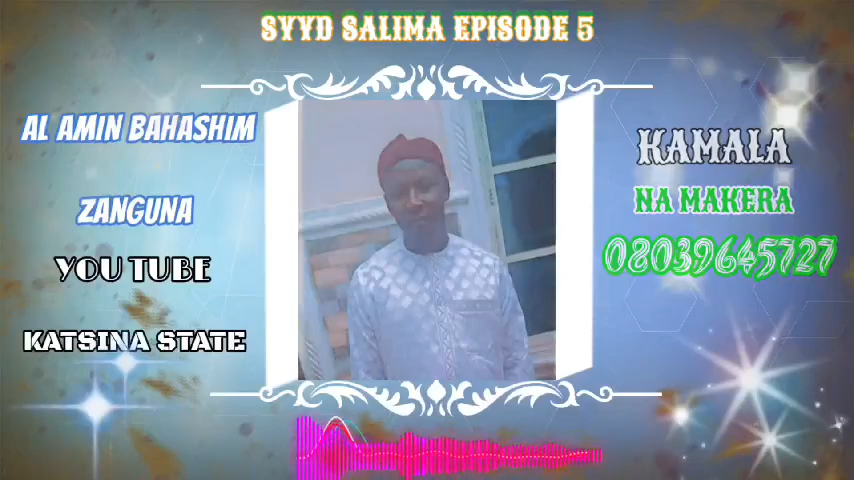 SYYD SALIMA EPISODE 5
AL AMIN BAHASHIM
ZANGUNA
YOU TUBE
KATSINA STATE
KAMALA
NA MAKERA
08039645727